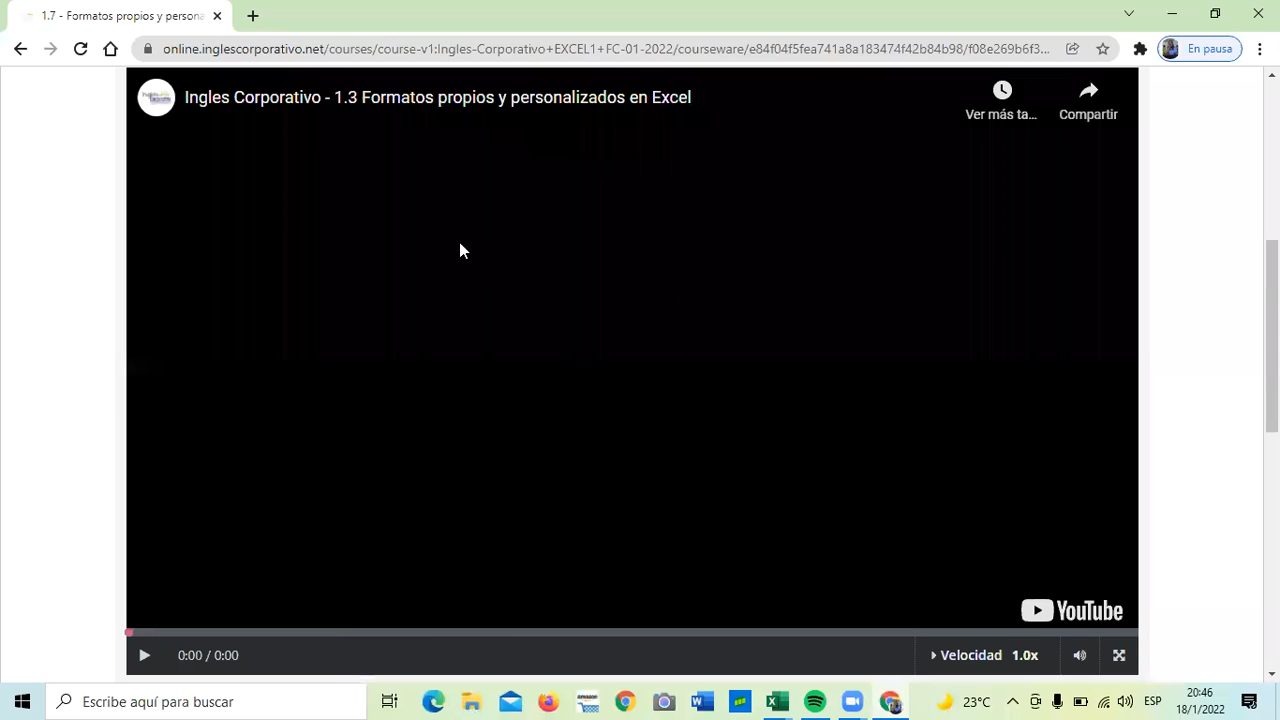 1.7 - Formatos propios y persona
online.inglescorporativo.net/courses/course-v1:Ingles-Corporativo+EXCEL1+FC-01-2022/courseware/e84f04f5fea741a8a183474f42b84b98/f08e269b6f3...
En pausa
Ingles Corporativo - 1.3 Formatos propios y personalizados en Excel
Ver más ta...
Compartir
YouTube
0:00 / 0:00
Velocidad 1.0x
Escribe aquí para buscar
23°C
ESP
20:46
18/1/2022